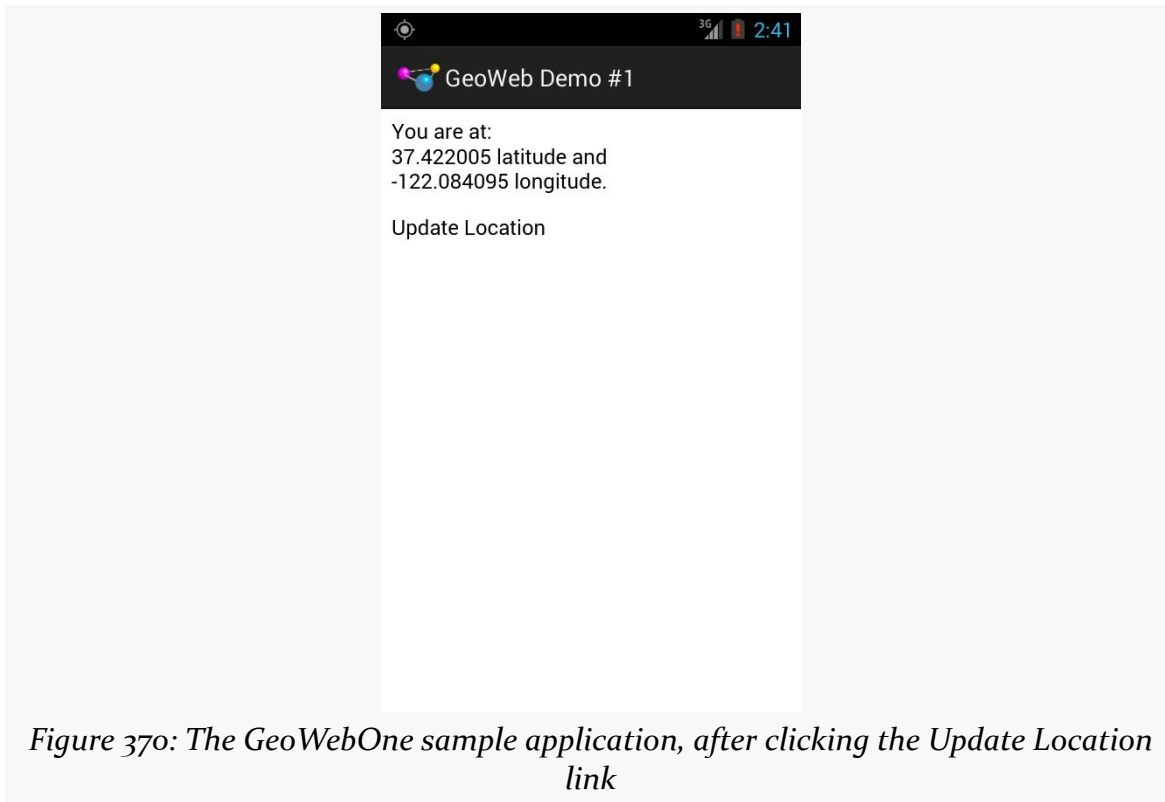 3G 2:41
GeoWeb Demo #1
You are at:
37.422005 latitude and
-122.084095 longitude.
Update Location
Figure 370: The GeoWebOne sample application, after clicking the Update Location
link